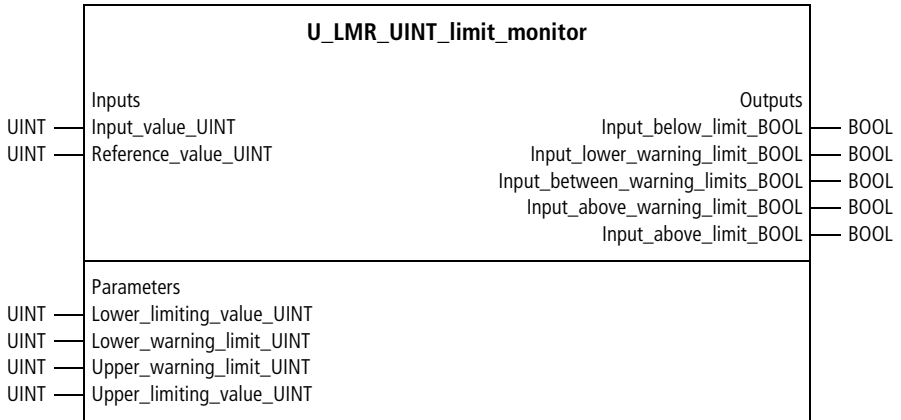 U_LMR_UINT_limit_monitor
Inputs Outputs
UINT Input_value_UINT Input_below_limit_BOOL BOOL
UINT Reference_value_UINT Input_lower_warning_limit_BOOL BOOL
Input_between_warning_limits_BOOL BOOL
Input_above_warning_limit_BOOL BOOL
Input_above_limit_BOOL BOOL
Parameters
UINT Lower_limiting_value_UINT
UINT Lower_warning_limit_UINT
UINT Upper_warning_limit_UINT
UINT Upper_limiting_value_UINT